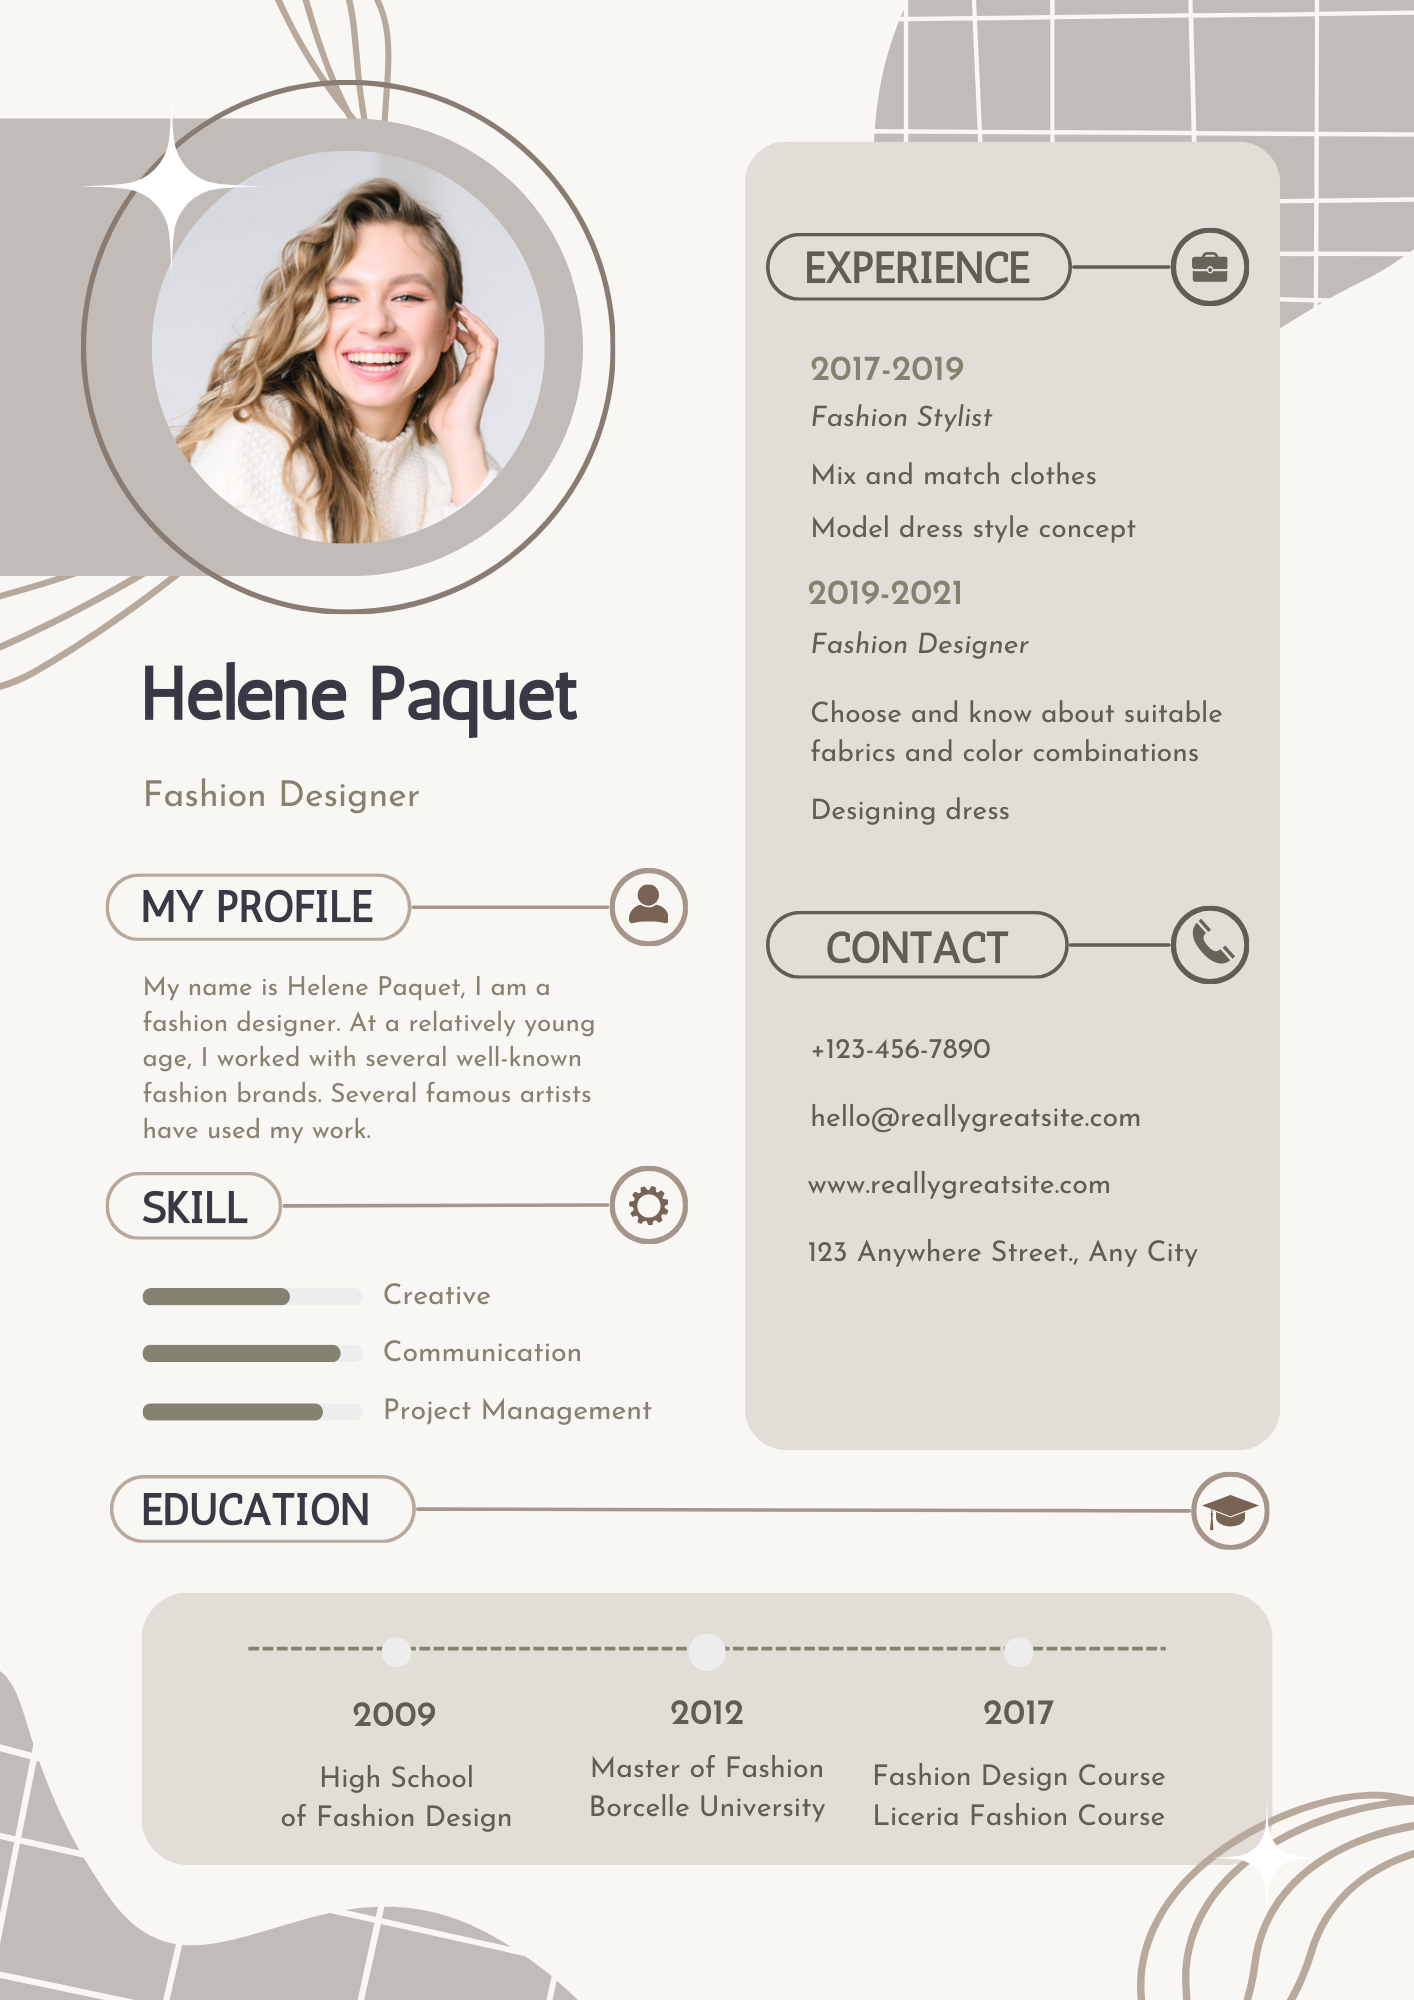 Helene Paquet
Fashion Designer
MY PROFILE
My name is Helene Paquet, I am a
fashion designer. At a relatively young
age, I worked with several well-known
fashion brands. Several famous artists
have used my work.
SKILL
Creative
Communication
Project Management
EXPERIENCE
2017-2019
Fashion Stylist
Mix and match clothes
Model dress style concept
2019-2021
Fashion Designer
Choose and know about suitable
fabrics and color combinations
Designing dress
CONTACT
+123-456-7890
hello@reallygreatsite.com
www.reallygreatsite.com
123 Anywhere Street., Any City
EDUCATION
2009
High School
of Fashion Design
2012
Master of Fashion
Borcelle University
2017
Fashion Design Course
Liceria Fashion Course